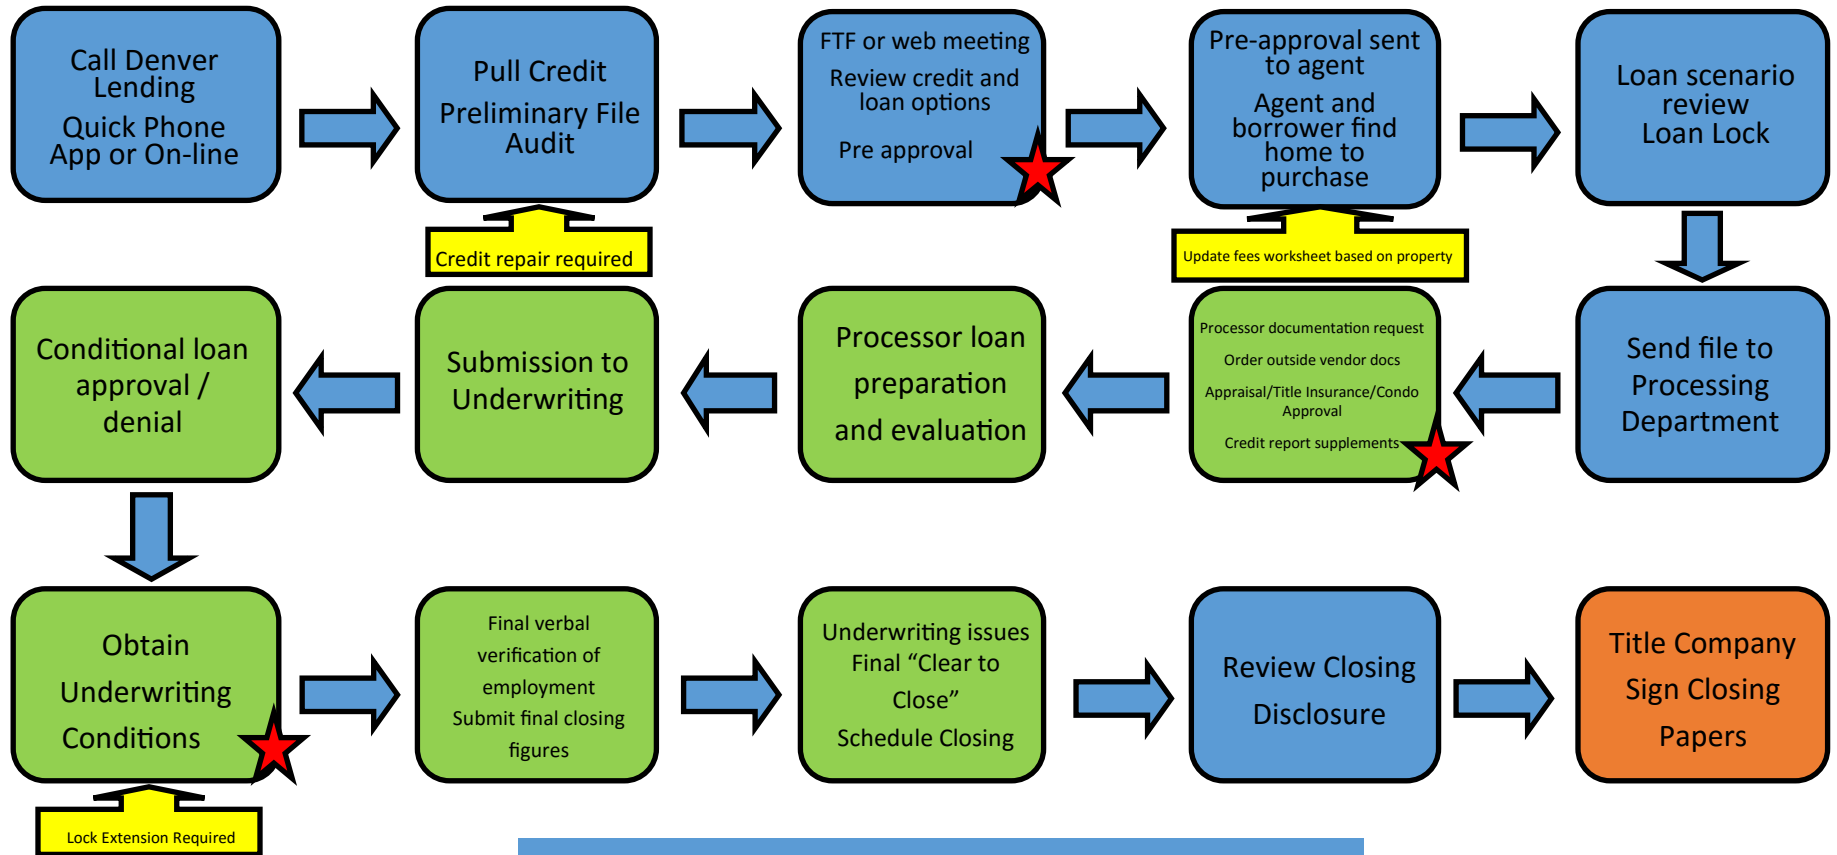 Call Denver
Lending
Quick Phone
App or On-line
Pull Credit
Preliminary File
Audit
FTF or web meeting
Review credit and
loan options
Pre approval
Pre-approval sent
to agent
Agent and
borrower find
home to
purchase
Loan scenario
review
Loan Lock
Credit repair required
Update fees worksheet based on property
Conditional loan
approval /
denial
Submission to
Underwriting
Processor loan
preparation
and evaluation
Processor documentation request
Order outside vendor docs
Appraisal/Title Insurance/Condo
Approval
Credit report supplements
Send file to
Processing
Department
Obtain
Underwriting
Conditions
Final verbal
verification of
employment
Submit final closing
figures
Underwriting issues
Final “Clear to
Close”
Schedule Closing
Review Closing
Disclosure
Title Company
Sign Closing
Papers
Lock Extension Required